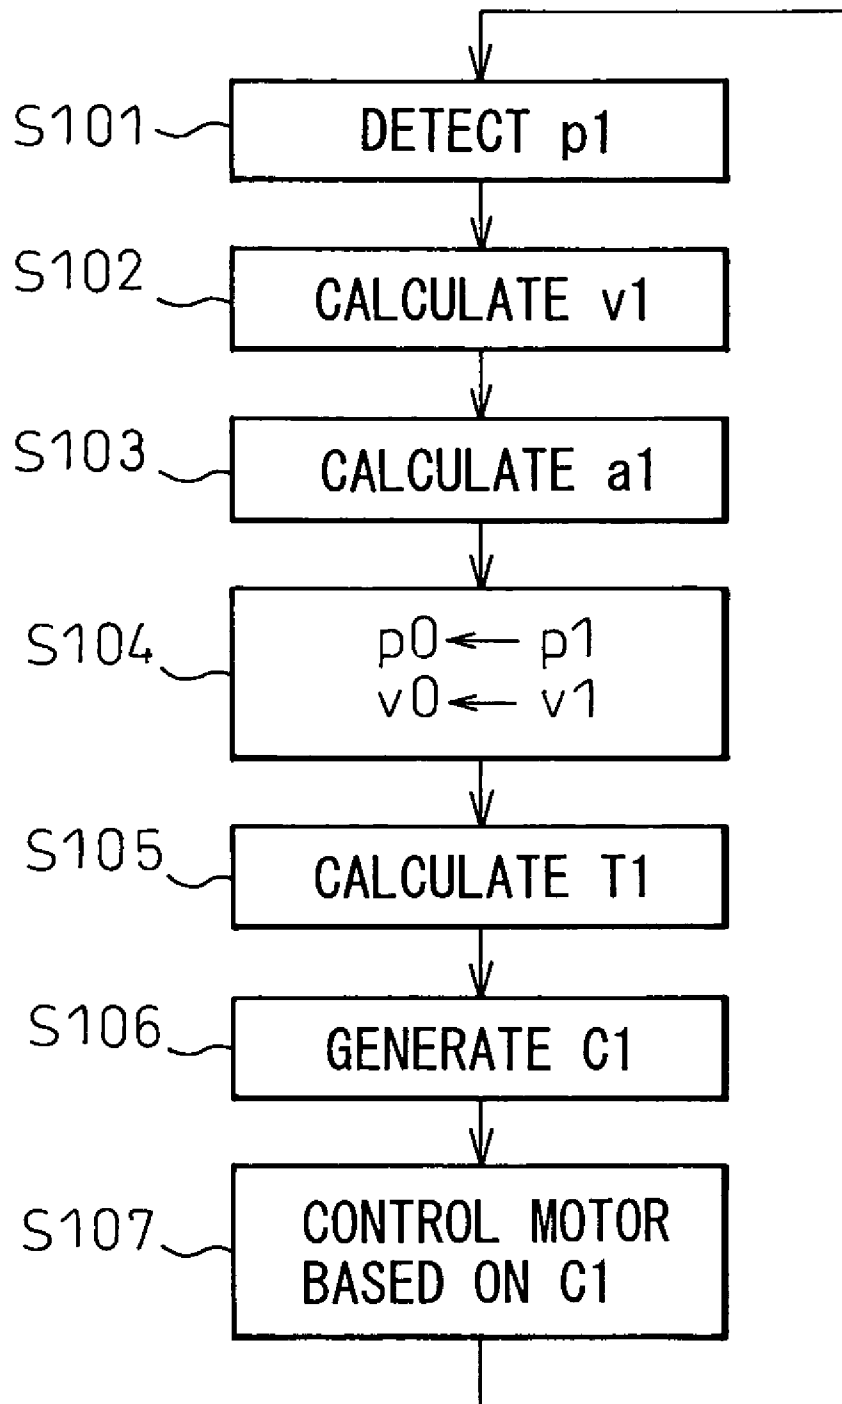 S101
DETECT p1
S102
CALCULATE v1
S103
CALCULATE a1
S104
p0 ← p1
v0 ← v1
S105
CALCULATE T1
S106
GENERATE C1
S107
CONTROL MOTOR
BASED ON C1